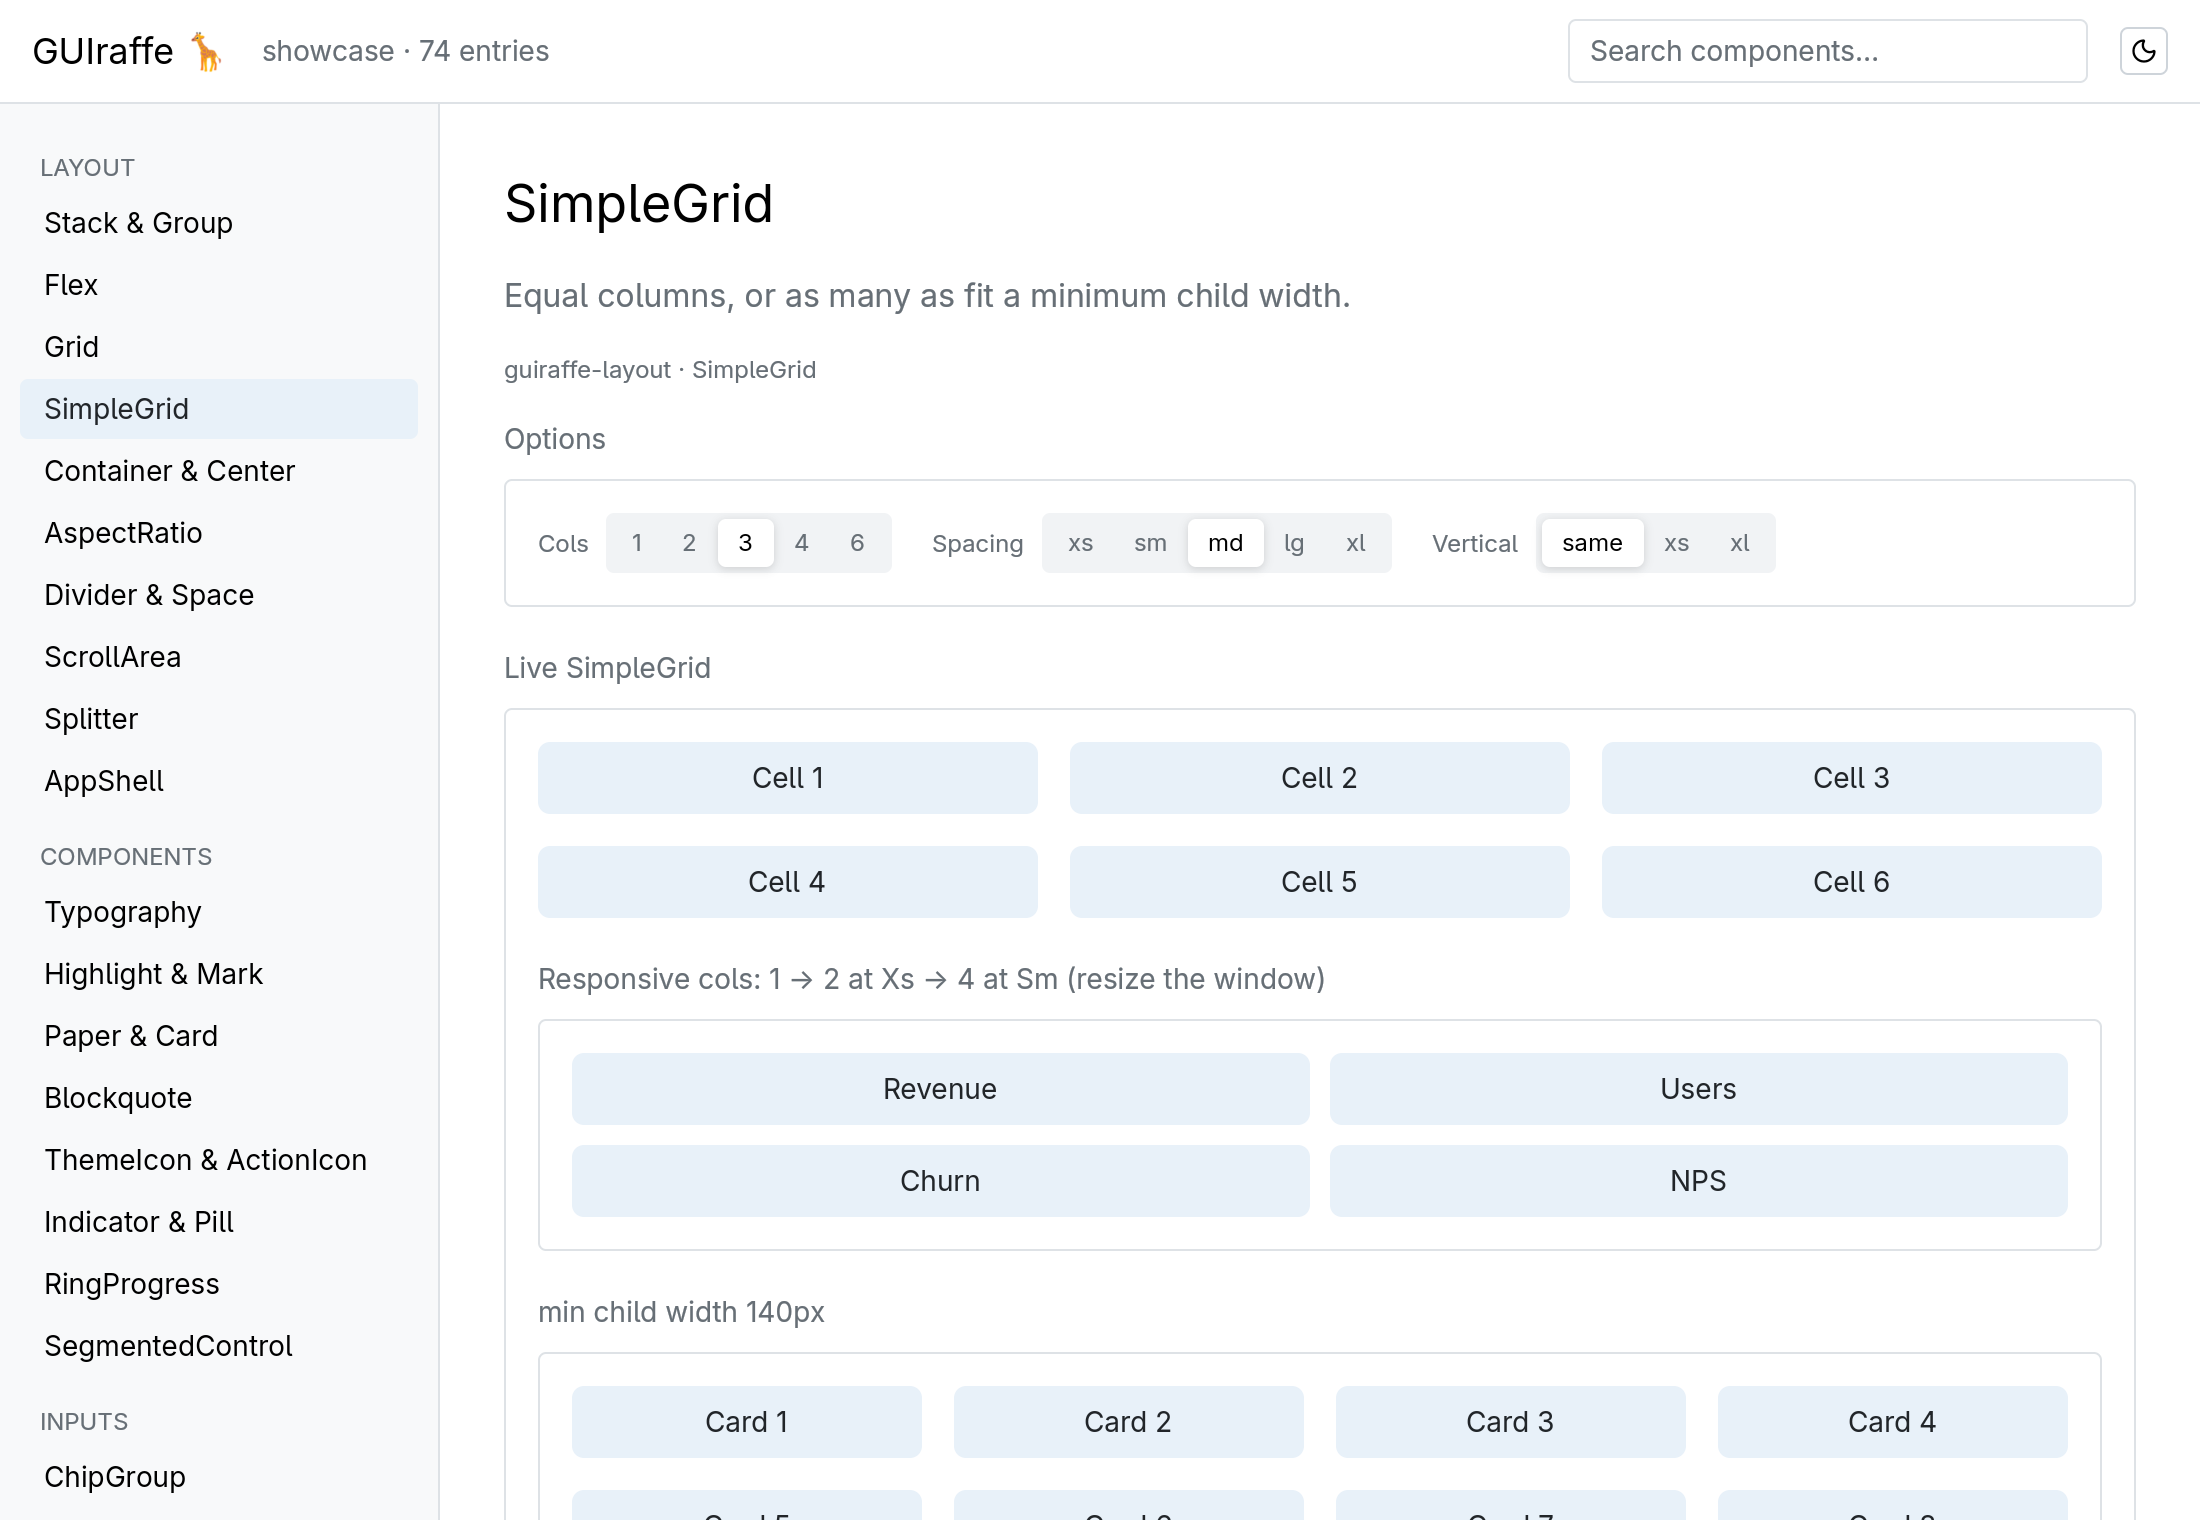 GUIraffe 🦒 showcase · 74 entries Search components...
LAYOUT
Stack & Group
Flex
Grid
SimpleGrid
Container & Center
AspectRatio
Divider & Space
ScrollArea
Splitter
AppShell
COMPONENTS
Typography
Highlight & Mark
Paper & Card
Blockquote
ThemeIcon & ActionIcon
Indicator & Pill
RingProgress
SegmentedControl
INPUTS
ChipGroup
SimpleGrid
Equal columns, or as many as fit a minimum child width.
guiraffe-layout · SimpleGrid
Options
Cols 1 2 3 4 6 Spacing xs sm md lg xl Vertical same xs xl
Live SimpleGrid
Cell 1 Cell 2 Cell 3
Cell 4 Cell 5 Cell 6
Responsive cols: 1 → 2 at Xs → 4 at Sm (resize the window)
Revenue Users
Churn NPS
min child width 140px
Card 1 Card 2 Card 3 Card 4